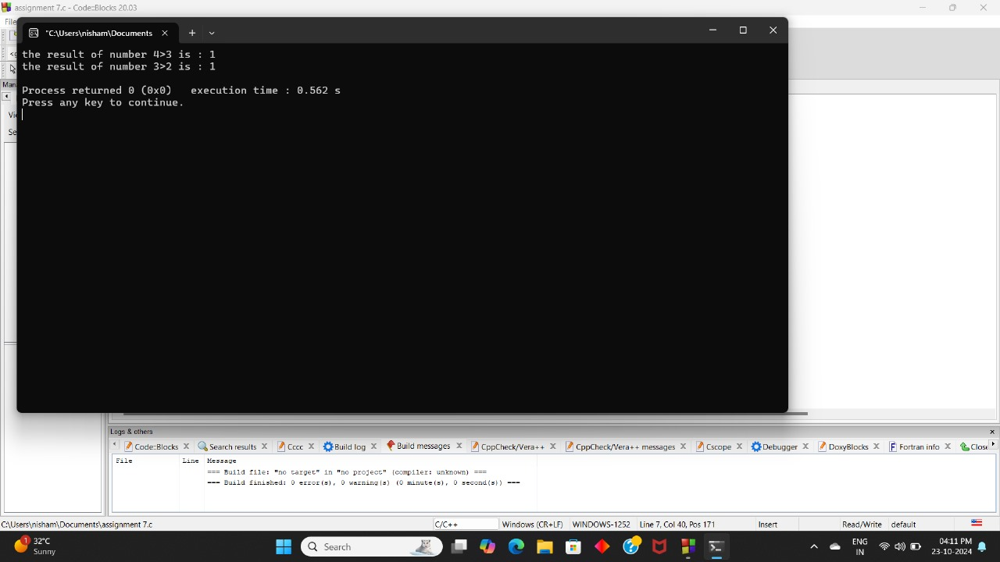 assignment 7.c - Code::Blocks 20.03
File
"C:\Users\nisham\Documents
the result of number 4>3 is : 1
the result of number 3>2 is : 1
Process returned 0 (0x0)   execution time : 0.562 s
Press any key to continue.
Logs & others
Code::Blocks
Search results
Cccc
Build log
Build messages
CppCheck/Vera++
CppCheck/Vera++ messages
Cscope
Debugger
DoxyBlocks
Fortran info
File Line Message
=== Build file: "no target" in "no project" (compiler: unknown) ===
=== Build finished: 0 error(s), 0 warning(s) (0 minute(s), 0 second(s)) ===
C:\Users\nisham\Documents\assignment 7.c
C/C++
Windows (CR+LF)
WINDOWS-1252
Line 7, Col 40, Pos 171
Insert
Read/Write
default
1
32°C
Sunny
Search
ENG
IN
04:11 PM
23-10-2024